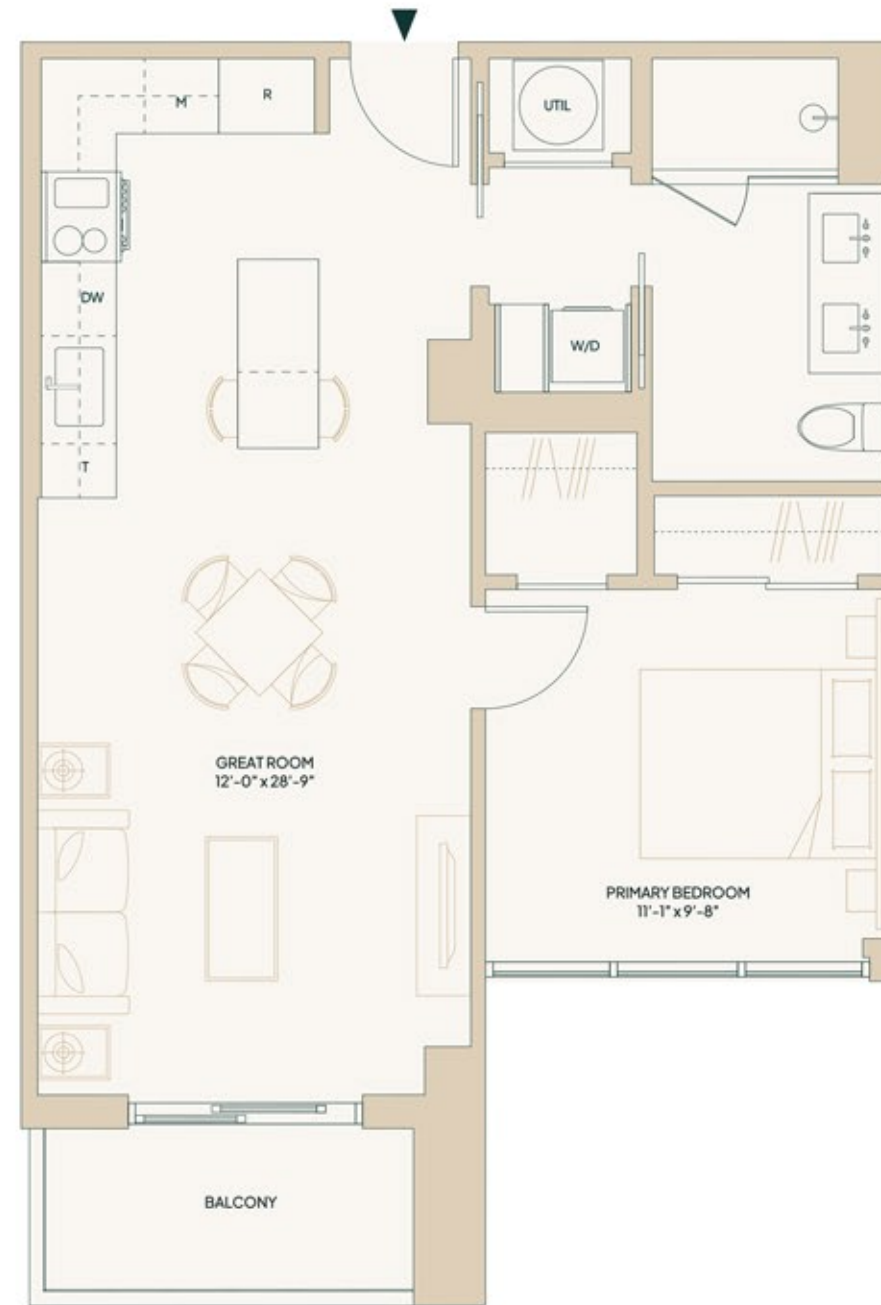 M
R
UTIL
DW
W/D
T
GREAT ROOM
12'-0" x 28'-9"
PRIMARY BEDROOM
11'-1" x 9'-8"
BALCONY